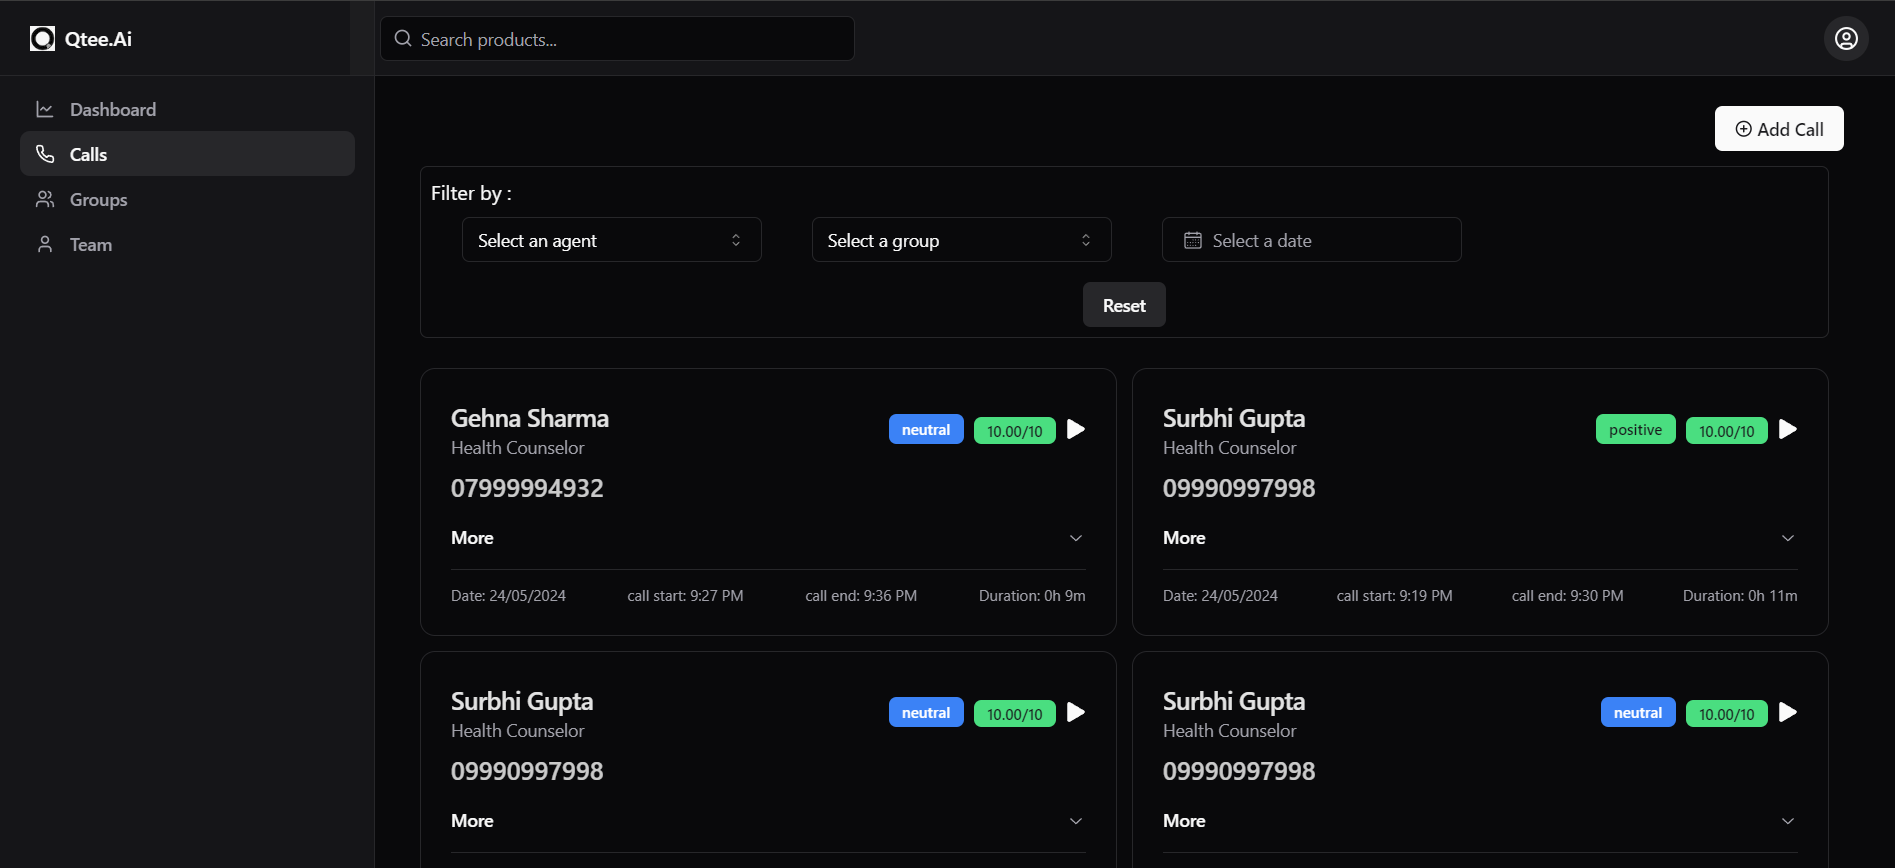 Qtee.Ai
Search products...
Dashboard
Calls
Groups
Team
Add Call
Filter by :
Select an agent
Select a group
Select a date
Reset
Gehna Sharma
Health Counselor
neutral
10.00/10
07999994932
More
Date: 24/05/2024 call start: 9:27 PM call end: 9:36 PM Duration: 0h 9m
Surbhi Gupta
Health Counselor
positive
10.00/10
09990997998
More
Date: 24/05/2024 call start: 9:19 PM call end: 9:30 PM Duration: 0h 11m
Surbhi Gupta
Health Counselor
neutral
10.00/10
09990997998
More
Surbhi Gupta
Health Counselor
neutral
10.00/10
09990997998
More